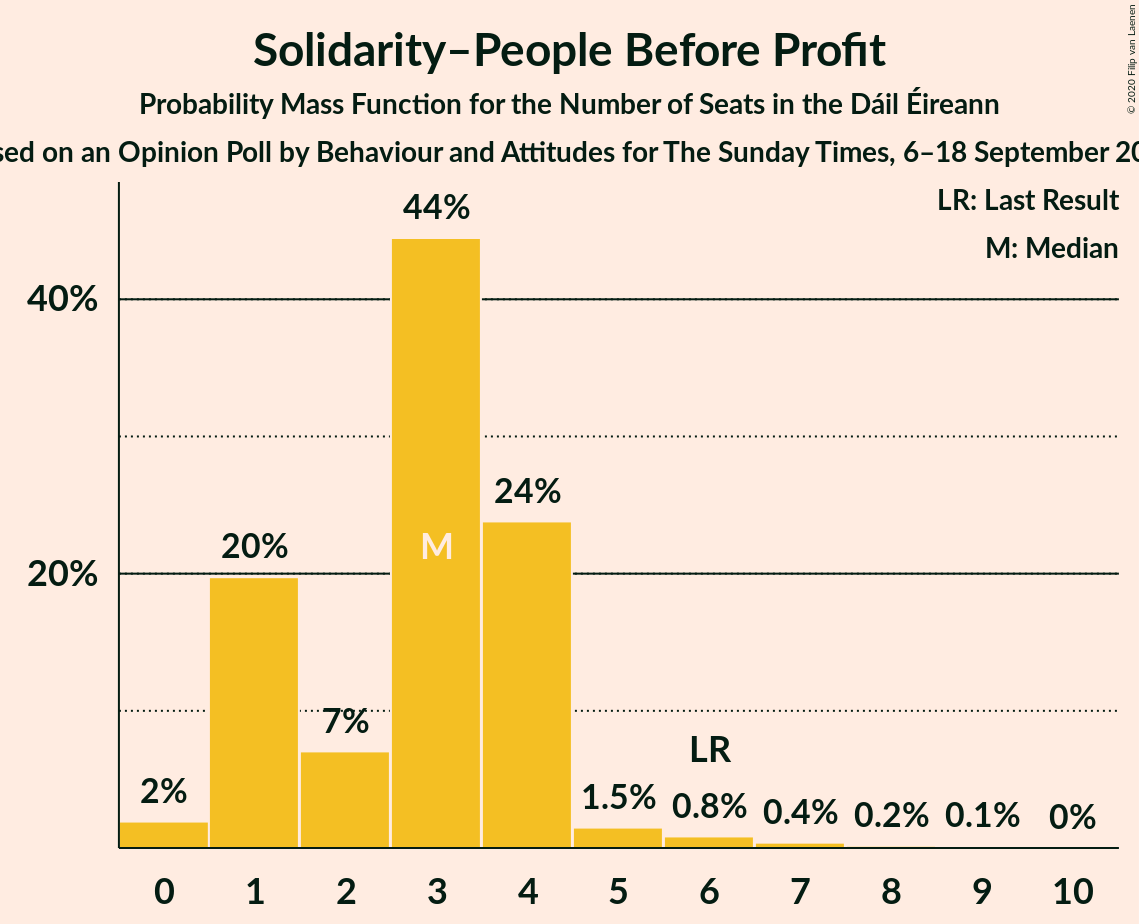 Solidarity–People Before Profit
Probability Mass Function for the Number of Seats in the Dáil Éireann
on an Opinion Poll by Behaviour and Attitudes for The Sunday Times, 6–18 September
© 2020 Filip van Laenen
LR: Last Result
M: Median
44%
40%
24%
20%
M
20%
7%
LR
2%
1.5%
0.8%
0.4%
0.2%
0.1%
0%
0 1 2 3 4 5 6 7 8 9 10